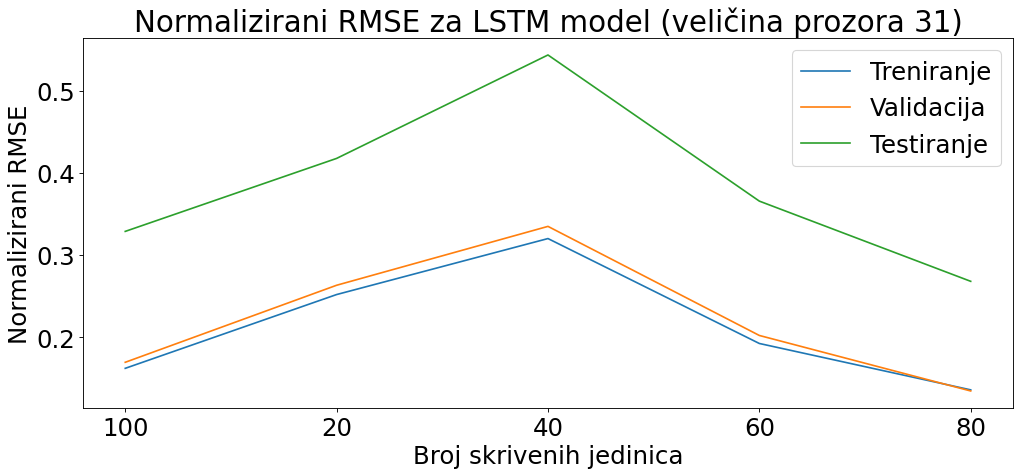 Normalizirani RMSE za LSTM model (veličina prozora 31)
Normalizirani RMSE
0.5
0.4
0.3
0.2
Treniranje
Validacija
Testiranje
100 20 40 60 80
Broj skrivenih jedinica